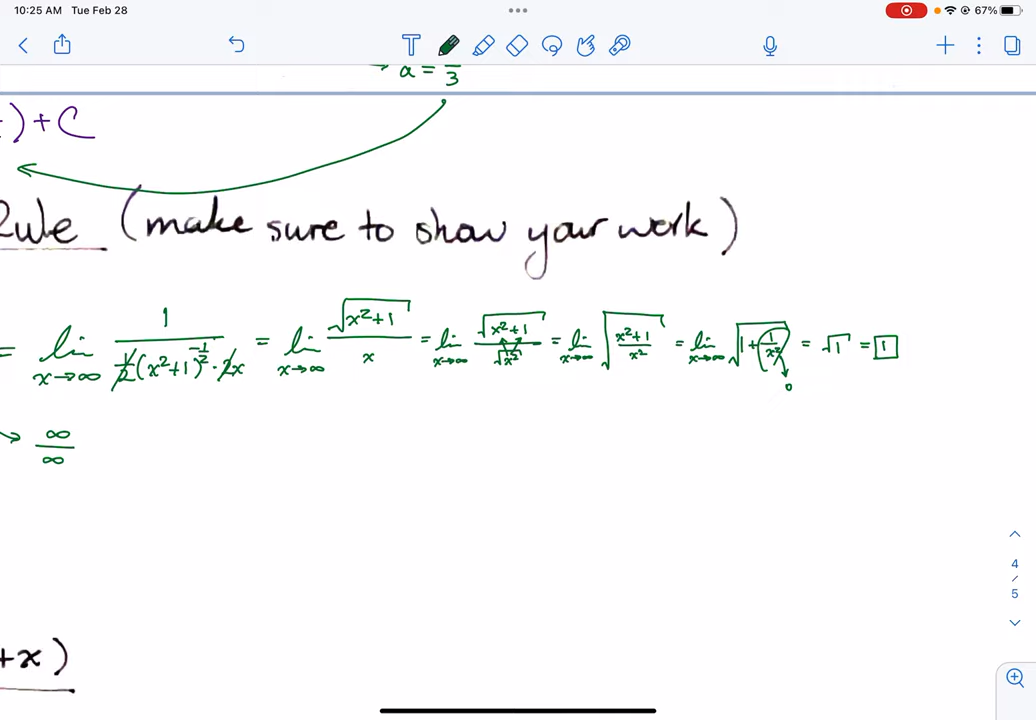 10:25 AM Tue Feb 28
67%
a = —/3
) + C
Rule (make sure to show your work)
= lim x→∞ 1/(1/2 (x²+1)^(-1/2) · 2x) = lim x→∞ √(x²+1)/x = lim x→∞ √(x²+1)/√(x²) = lim x→∞ √((x²+1)/x²) = lim x→∞ √(1 + 1/x²) = √1 = 1
0
∞/∞
4
/
5
+x)